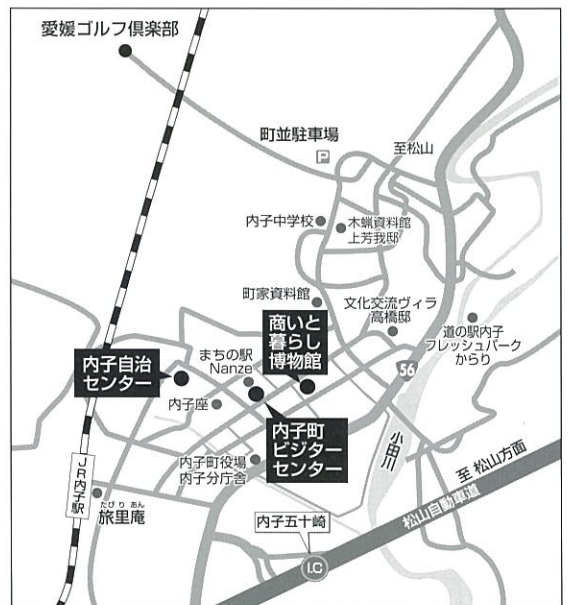 愛媛ゴルフ倶楽部
町並駐車場
P
至松山
内子中学校
木蝋資料館
上芳我邸
町家資料館
文化交流ヴィラ
高橋邸
商いと
暮らし
博物館
道の駅内子
フレッシュパーク
からり
まちの駅
Nanze
内子自治
センター
56
内子座
内子町
ビジター
センター
小田川
内子町役場
内子分庁舎
至 松山方面
JR内子駅
たびりあん
旅里庵
松山自動車道
内子五十崎
I.C